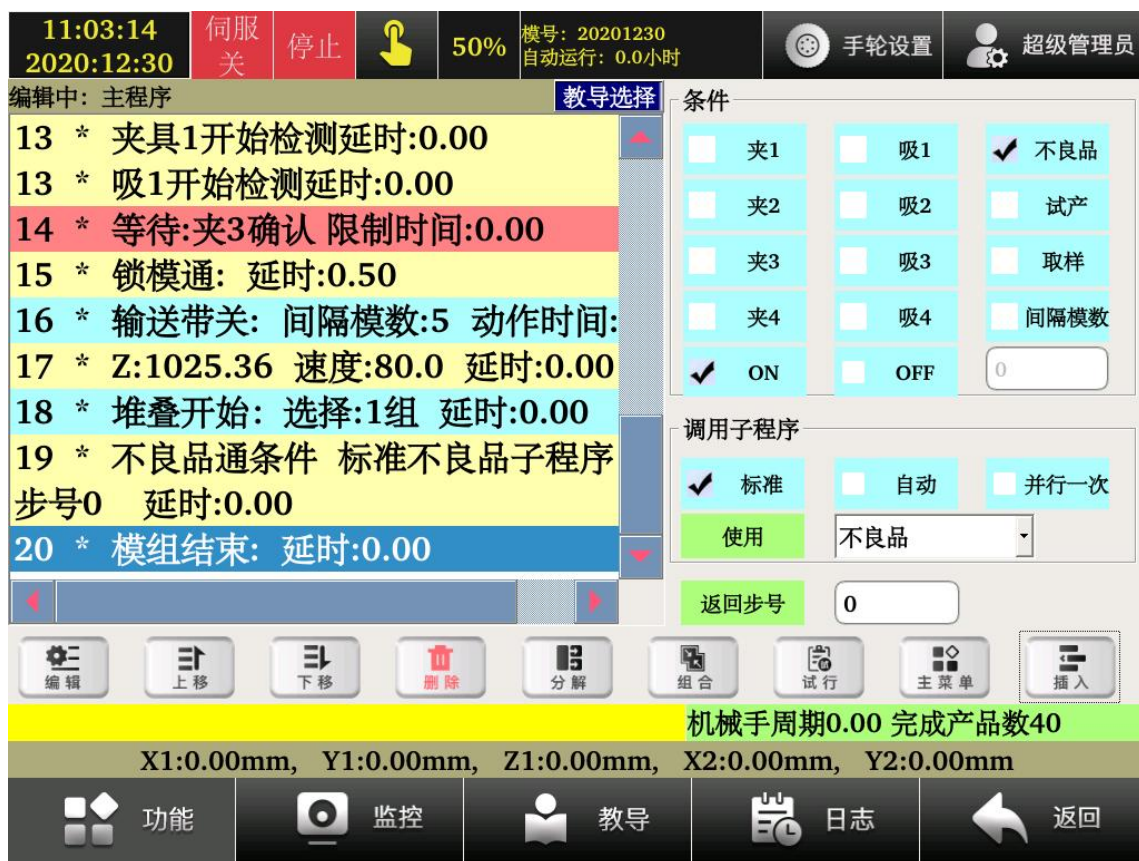 11:03:14
2020:12:30
伺服
关
停止
50%
模号：20201230
自动运行：0.0小时
手轮设置
超级管理员
编辑中：主程序
教导选择
13 * 夹具1开始检测延时:0.00
13 * 吸1开始检测延时:0.00
14 * 等待:夹3确认 限制时间:0.00
15 * 锁模通: 延时:0.50
16 * 输送带关: 间隔模数:5 动作时间:
17 * Z:1025.36 速度:80.0 延时:0.00
18 * 堆叠开始: 选择:1组 延时:0.00
19 * 不良品通条件 标准不良品子程序
步号0 延时:0.00
20 * 模组结束: 延时:0.00
条件
夹1 吸1 不良品
夹2 吸2 试产
夹3 吸3 取样
夹4 吸4 间隔模数
ON OFF 0
调用子程序
标准 自动 并行一次
使用 不良品
返回步号 0
编辑 上移 下移 删除 分解 组合 试行 主菜单 插入
机械手周期0.00 完成产品数40
X1:0.00mm, Y1:0.00mm, Z1:0.00mm, X2:0.00mm, Y2:0.00mm
功能 监控 教导 日志 返回